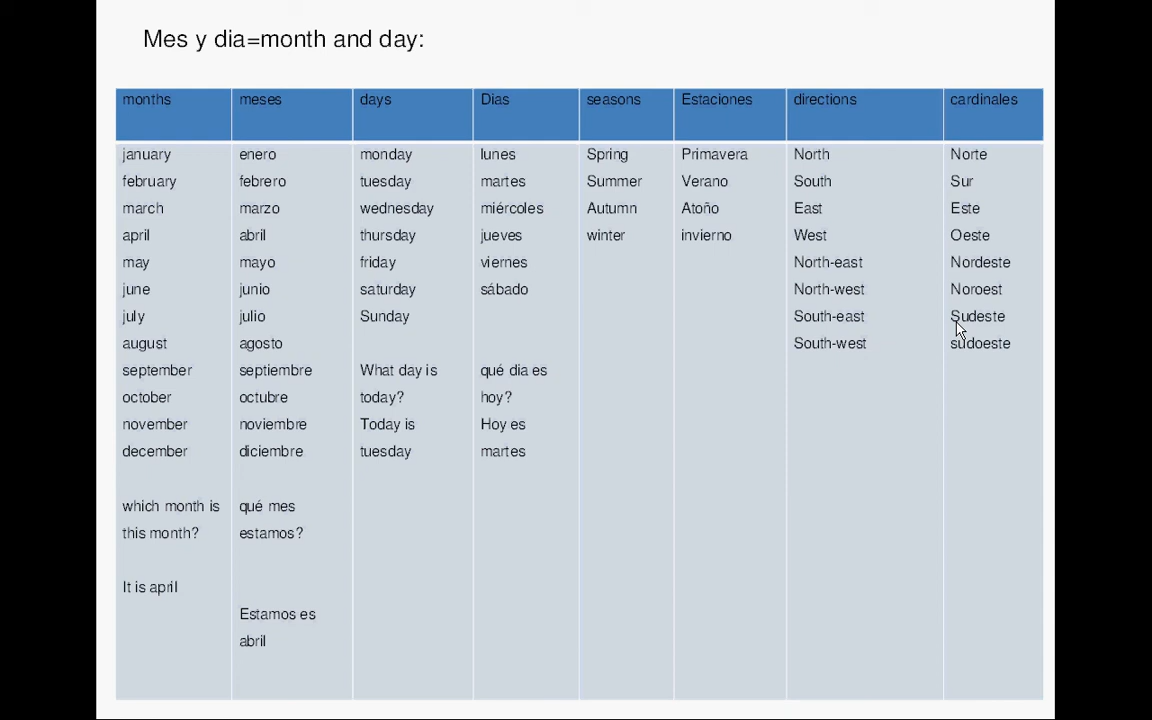 Mes y dia=month and day:
months meses days Dias seasons Estaciones directions cardinales
january enero monday lunes Spring Primavera North Norte
february febrero tuesday martes Summer Verano South Sur
march marzo wednesday miércoles Autumn Atoño East Este
april abril thursday jueves winter invierno West Oeste
may mayo friday viernes North-east Nordeste
june junio saturday sábado North-west Noroest
july julio Sunday South-east Sudeste
august agosto South-west sudoeste
september septiembre What day is qué dia es
october octubre today? hoy?
november noviembre Today is Hoy es
december diciembre tuesday martes
which month is qué mes
this month? estamos?
It is april
Estamos es
abril